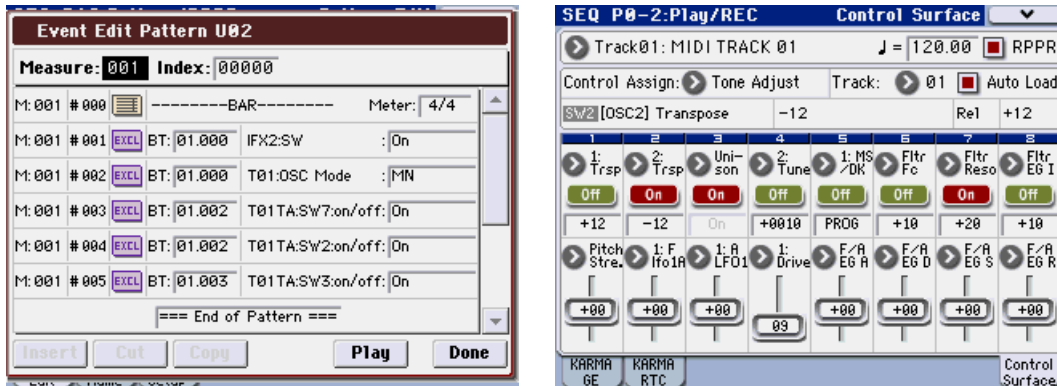 Event Edit Pattern U02
Measure: 001 Index: 00000
M: 001 #000 --------BAR-------- Meter: 4/4
M: 001 #001 EXCL BT: 01.000 IFX2:SW :On
M: 001 #002 EXCL BT: 01.000 T01:OSC Mode :MN
M: 001 #003 EXCL BT: 01.002 T01TA:SW7:on/off: On
M: 001 #004 EXCL BT: 01.002 T01TA:SW2:on/off: On
M: 001 #005 EXCL BT: 01.003 T01TA:SW3:on/off: On
=== End of Pattern ===
Insert Cut Copy Play Done
SEQ P0-2:Play/REC Control Surface
Track01: MIDI TRACK 01 ♩= 120.00 RPPR
Control Assign: Tone Adjust Track: 01 Auto Load
SW2 [OSC2] Transpose -12 Rel +12
1 2 3 4 5 6 7 8
1: Trsp 2: Trsp Uni- son 2: Tune 1: MS /DK Fltr Fc Fltr Reso Fltr EG I
Off On On Off Off Off On Off
+12 -12 On +0010 PROG +10 +20 +10
Pitch Stre. 1: F lfo1A 1: A LFO1 1: Drive F/A EG A F/A EG D F/A EG S F/A EG R
+00 +00 +00 09 +00 +00 +00 +00
KARMA GE KARMA RTC Control Surface